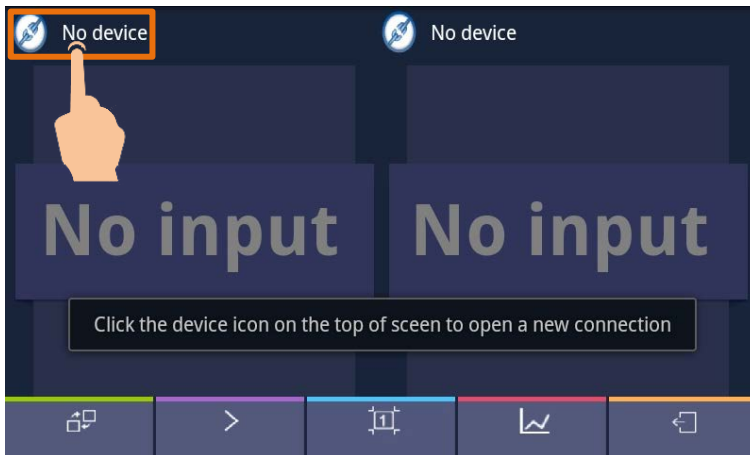 No device
No device
No input
No input
Click the device icon on the top of sceen to open a new connection
1